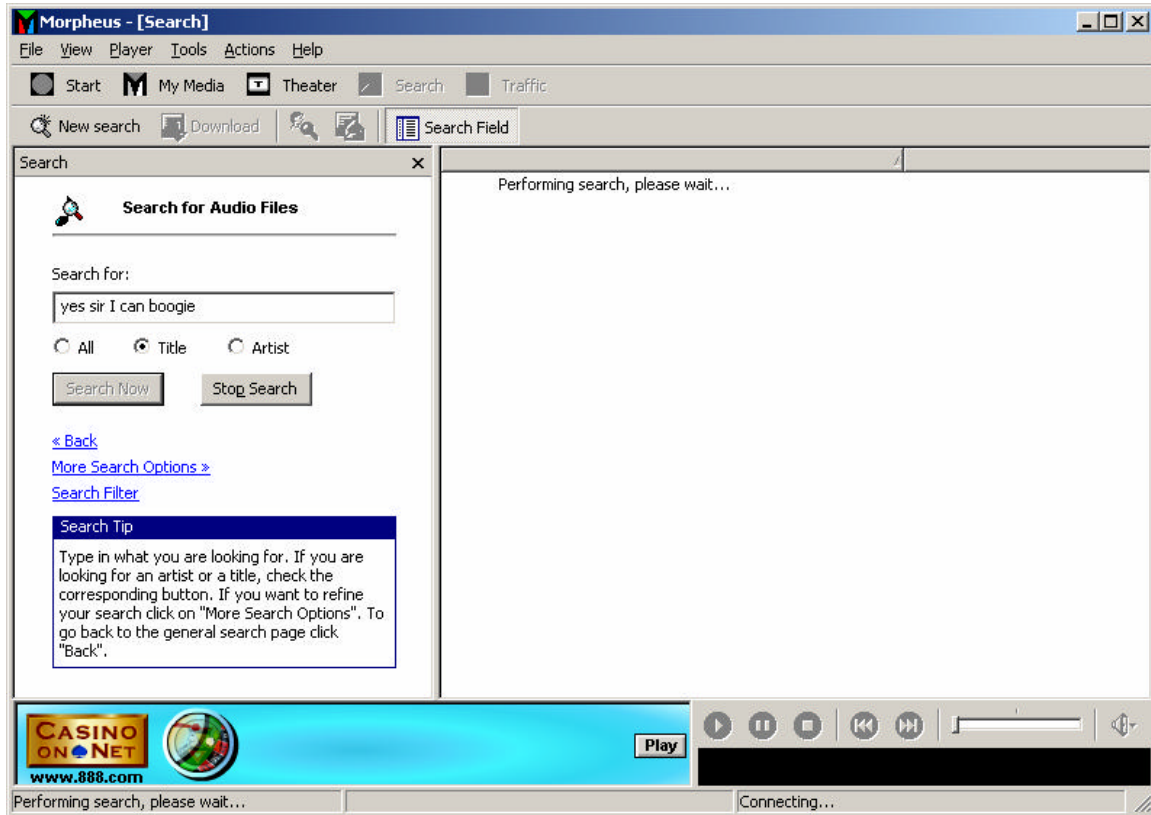 Morpheus - [Search]
File View Player Tools Actions Help
Start My Media Theater Search Traffic
New search Download Search Field
Search
Performing search, please wait...
Search for Audio Files
Search for:
yes sir I can boogie
All Title Artist
Search Now Stop Search
« Back
More Search Options »
Search Filter
Search Tip
Type in what you are looking for. If you are
looking for an artist or a title, check the
corresponding button. If you want to refine
your search click on "More Search Options". To
go back to the general search page click
"Back".
CASINO
ON NET
www.888.com
Play
Performing search, please wait... Connecting...